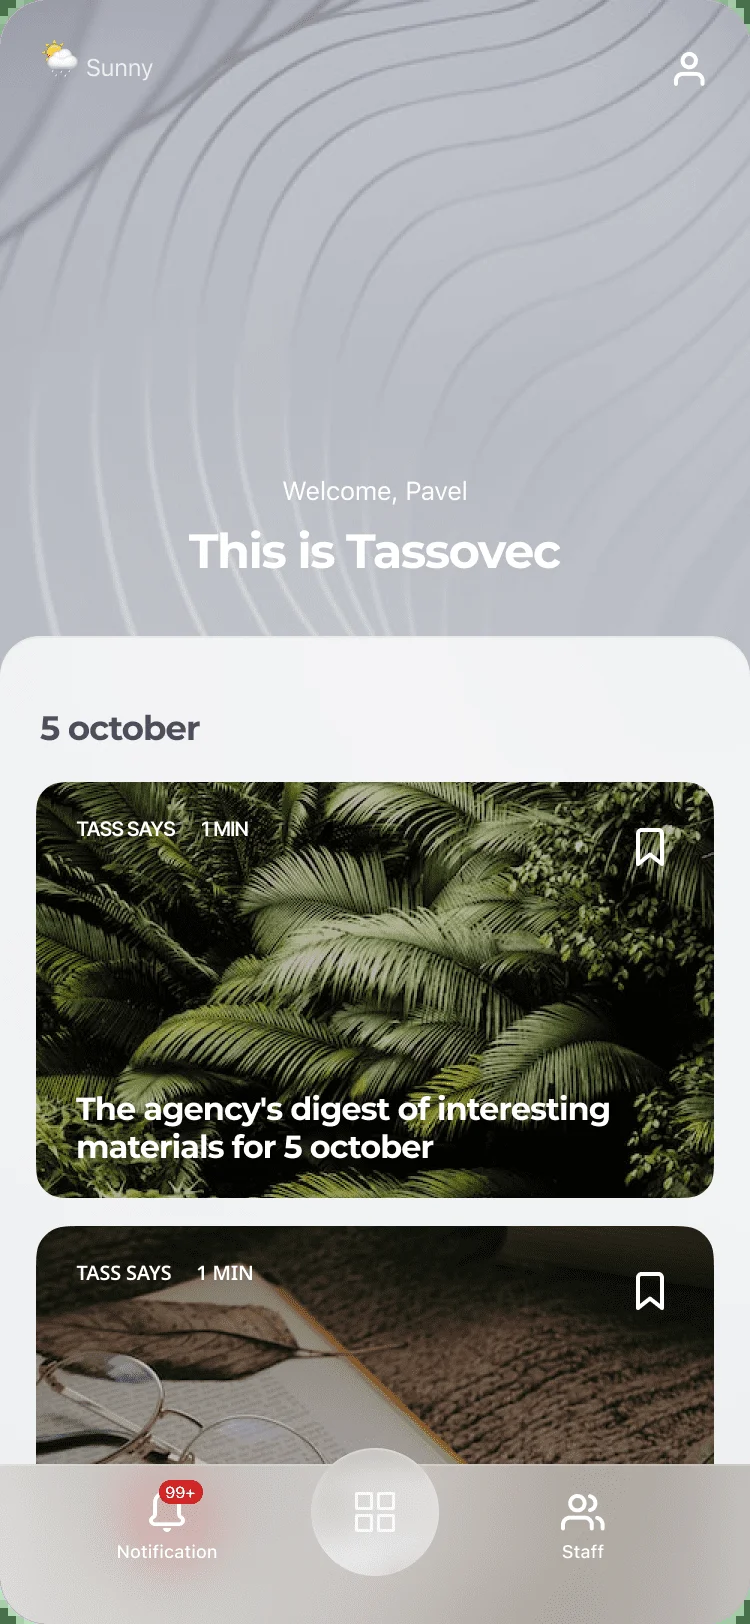 Sunny
Welcome, Pavel
This is Tassovec
5 october
TASS SAYS 1 MIN
The agency's digest of interesting
materials for 5 october
TASS SAYS 1 MIN
99+
Notification
Staff